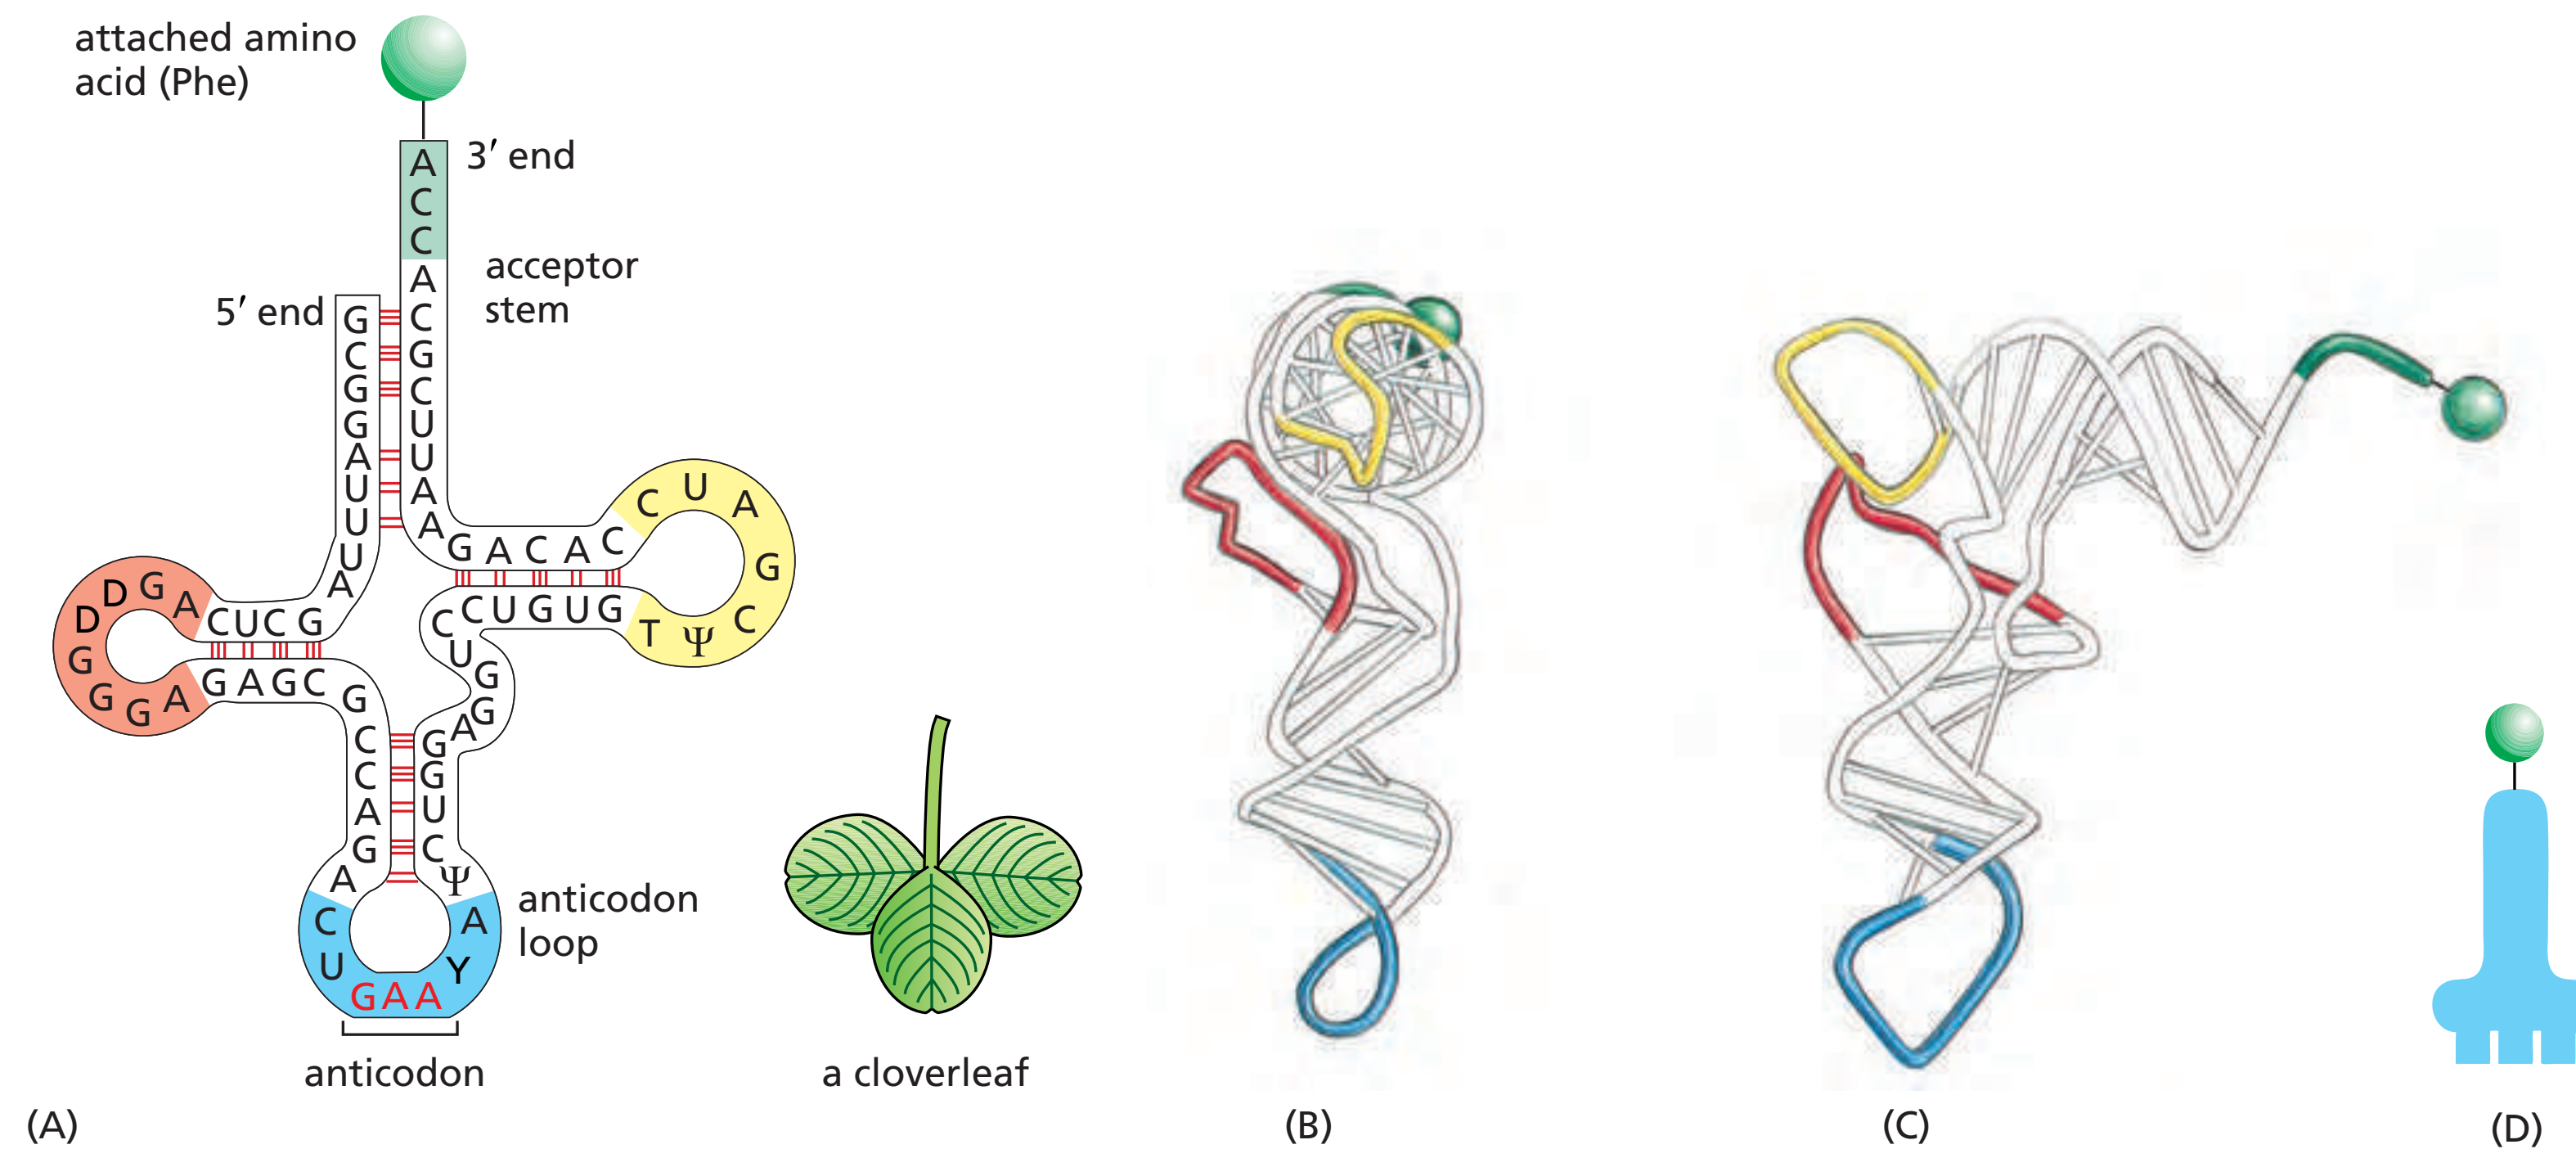 attached amino
acid (Phe)
3′ end
A
C
C
A
C
G
C
U
U
A
A
acceptor
stem
5′ end
G
C
G
G
A
U
U
U
A
G A C A C
C U A G C Ψ T
C U G U G
C
U
G
G
A
C U C G
A G D D G G G A
G A G C
G
C
C
A
G
A
G
G
U
C
Ψ
C
U
G A A
Y
A
anticodon
loop
anticodon
a cloverleaf
(A)
(B)
(C)
(D)